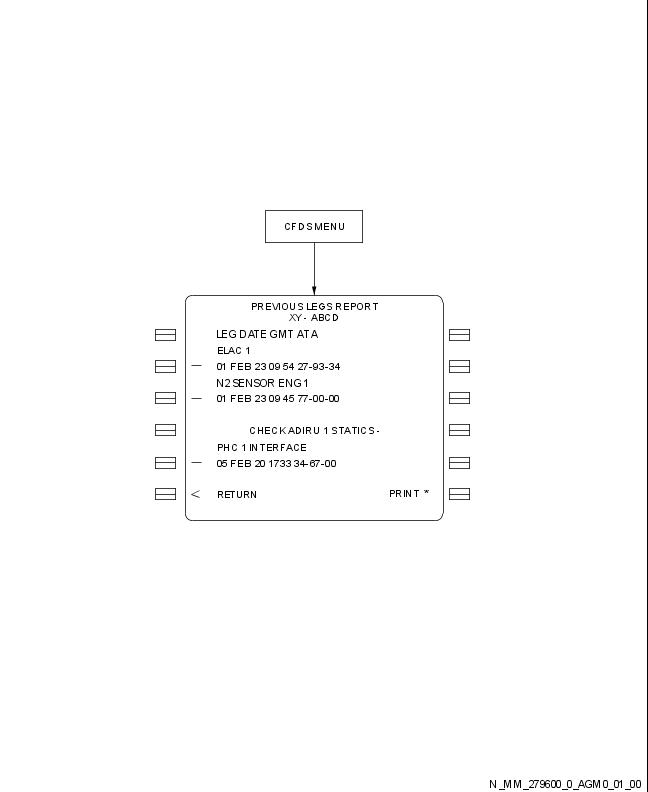 CFDS MENU
PREVIOUS LEGS REPORT
XY - ABCD
LEG DATE GMT ATA
ELAC 1
— 01 FEB 23 09 54 27-93-34
N2 SENSOR ENG 1
— 01 FEB 23 09 45 77-00-00
CHECK ADIRU 1 STATICS -
PHC 1 INTERFACE
— 05 FEB 20 1733 34-67-00
< RETURN PRINT *
N_MM_279600_0_AGM0_01_00